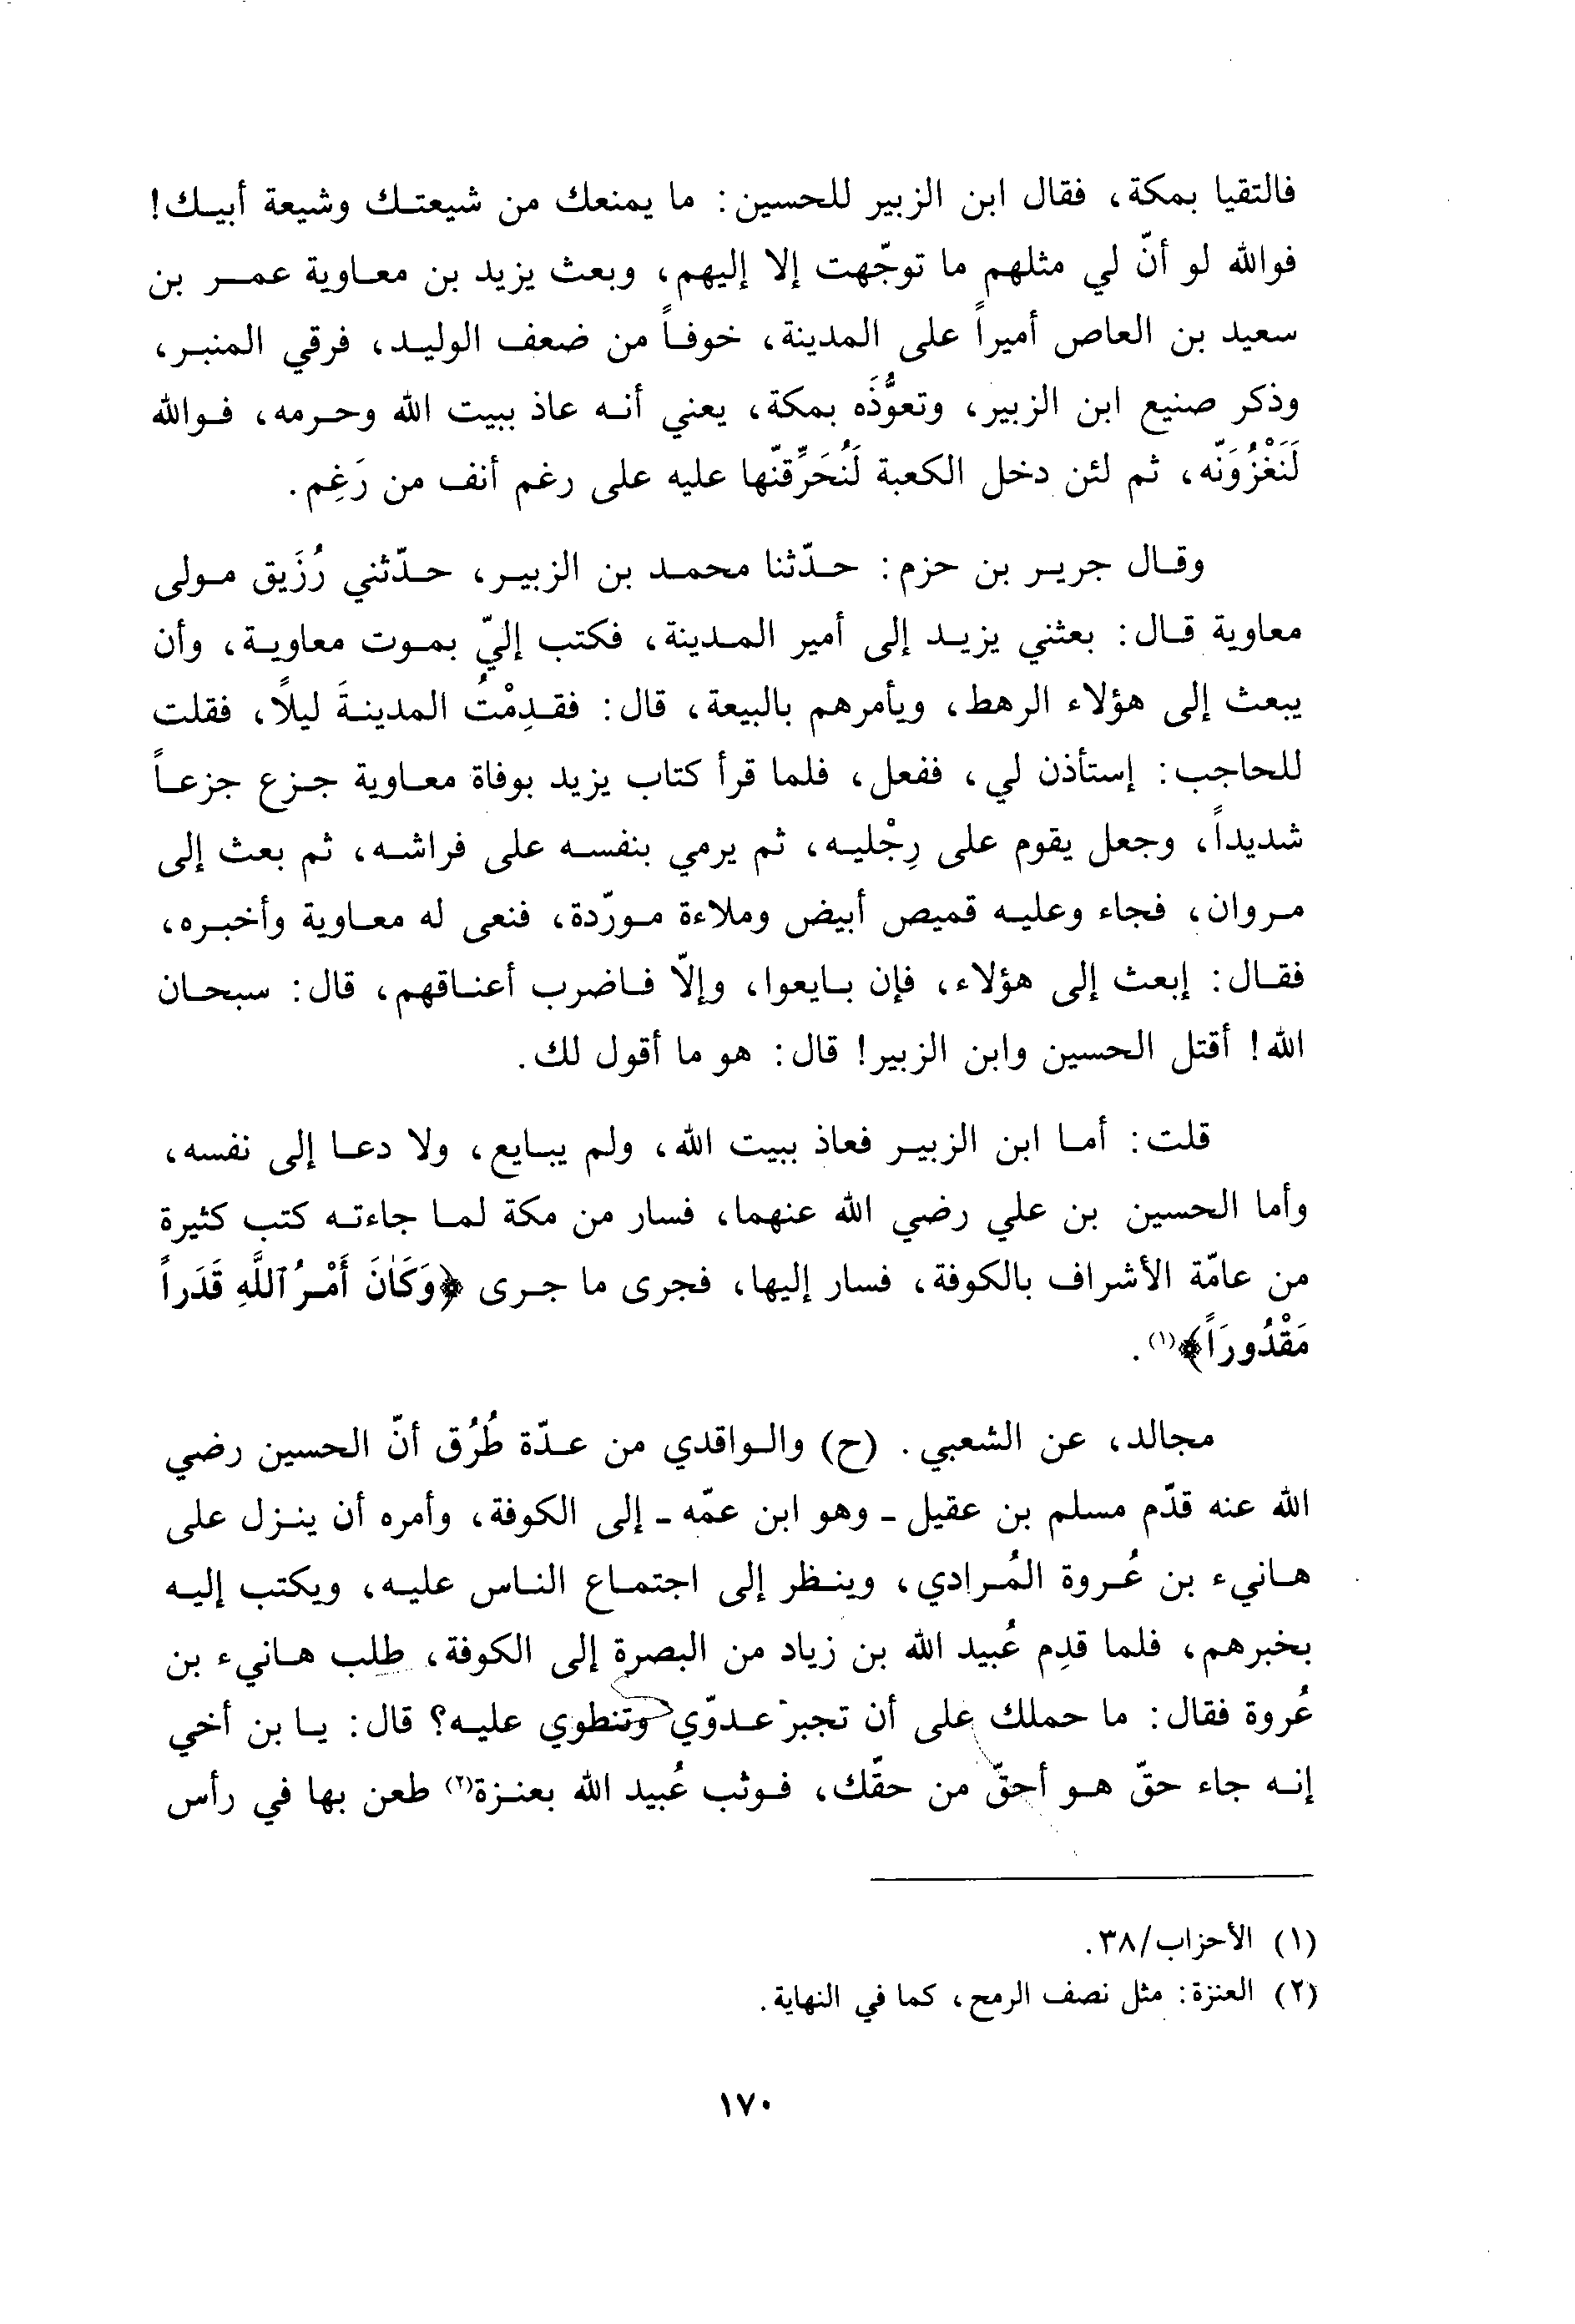 فالتقيا بمكة، فقال ابن الزبير للحسين: ما يمنعك من شيعتك وشيعة أبيك!
فوالله لو أنّ لي مثلهم ما توجّهت إلا إليهم، وبعث يزيد بن معاوية عمر بن
سعيد بن العاص أميراً على المدينة، خوفاً من ضعف الوليد، فرقي المنبر،
وذكر صنيع ابن الزبير، وتعوُّذَه بمكة، يعني أنه عاذ ببيت الله وحرمه، فوالله
لَنَغْزُوَنّه، ثم لئن دخل الكعبة لَنُحَرِّقنّها عليه على رغم أنف من رَغِم.
وقال جرير بن حزم: حدّثنا محمد بن الزبير، حدّثني رُزَيق مولى
معاوية قال: بعثني يزيد إلى أمير المدينة، فكتب إليّ بموت معاوية، وأن
يبعث إلى هؤلاء الرهط، ويأمرهم بالبيعة، قال: فقدِمْتُ المدينةَ ليلًا، فقلت
للحاجب: إستأذن لي، ففعل، فلما قرأ كتاب يزيد بوفاة معاوية جزع جزعاً
شديداً، وجعل يقوم على رِجْليه، ثم يرمي بنفسه على فراشه، ثم بعث إلى
مروان، فجاء وعليه قميص أبيض وملاءة مورّدة، فنعى له معاوية وأخبره،
فقال: إبعث إلى هؤلاء، فإن بايعوا، وإلّا فاضرب أعناقهم، قال: سبحان
الله! أقتل الحسين وابن الزبير! قال: هو ما أقول لك.
قلت: أما ابن الزبير فعاذ ببيت الله، ولم يبايع، ولا دعا إلى نفسه،
وأما الحسين بن علي رضي الله عنهما، فسار من مكة لما جاءته كتب كثيرة
من عامّة الأشراف بالكوفة، فسار إليها، فجرى ما جرى ﴿وَكَانَ أَمْرُ ٱللَّهِ قَدَراً
مَقْدُورَاً﴾(١).
مجالد، عن الشعبي. (ح) والواقدي من عدّة طُرُق أنّ الحسين رضي
الله عنه قدّم مسلم بن عقيل ـ وهو ابن عمّه ـ إلى الكوفة، وأمره أن ينزل على
هانيء بن عُروة المُرادي، وينظر إلى اجتماع الناس عليه، ويكتب إليه
بخبرهم، فلما قدِم عُبيد الله بن زياد من البصرة إلى الكوفة، طلب هانيء بن
عُروة فقال: ما حملك على أن تجير عدوّي وتنطوي عليه؟ قال: يا بن أخي
إنه جاء حقّ هو أحقّ من حقّك، فوثب عُبيد الله بعنزة(٢) طعن بها في رأس
(١) الأحزاب/٣٨.
(٢) العنزة: مثل نصف الرمح، كما في النهاية.
١٧٠